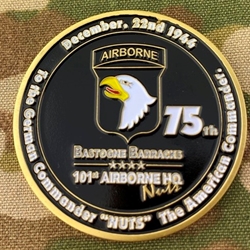 December, 22nd 1944
To the German Commander "NUTS" The American Commander,
AIRBORNE
75th
BASTOGNE BARRACKS
101st AIRBORNE HQ
Nuts